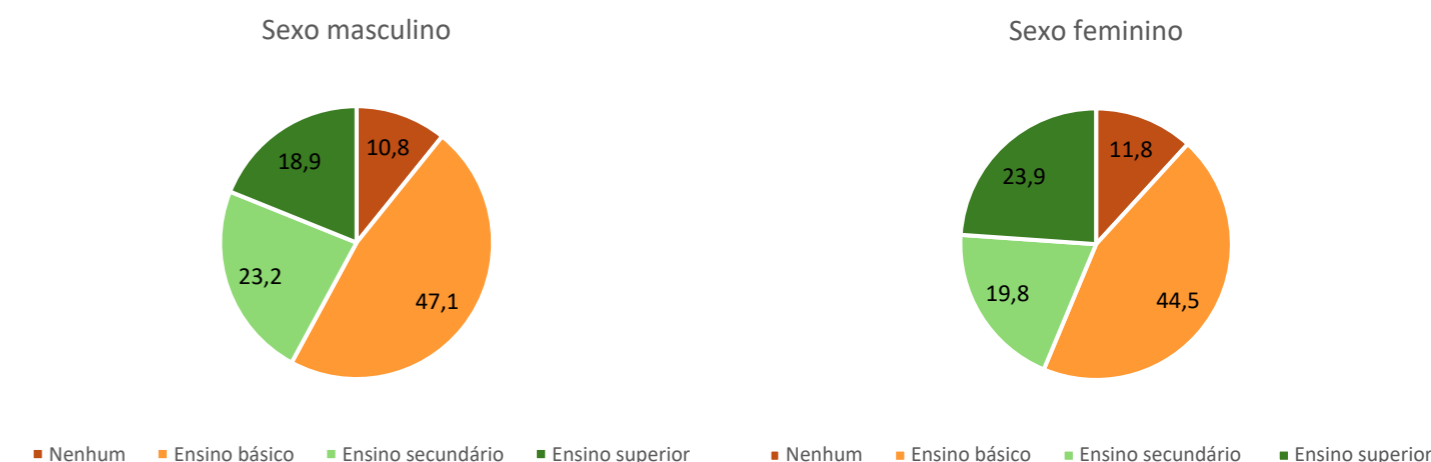 Sexo masculino
10,8
18,9
23,2
47,1
Nenhum Ensino básico Ensino secundário Ensino superior
Sexo feminino
11,8
23,9
19,8
44,5
Nenhum Ensino básico Ensino secundário Ensino superior